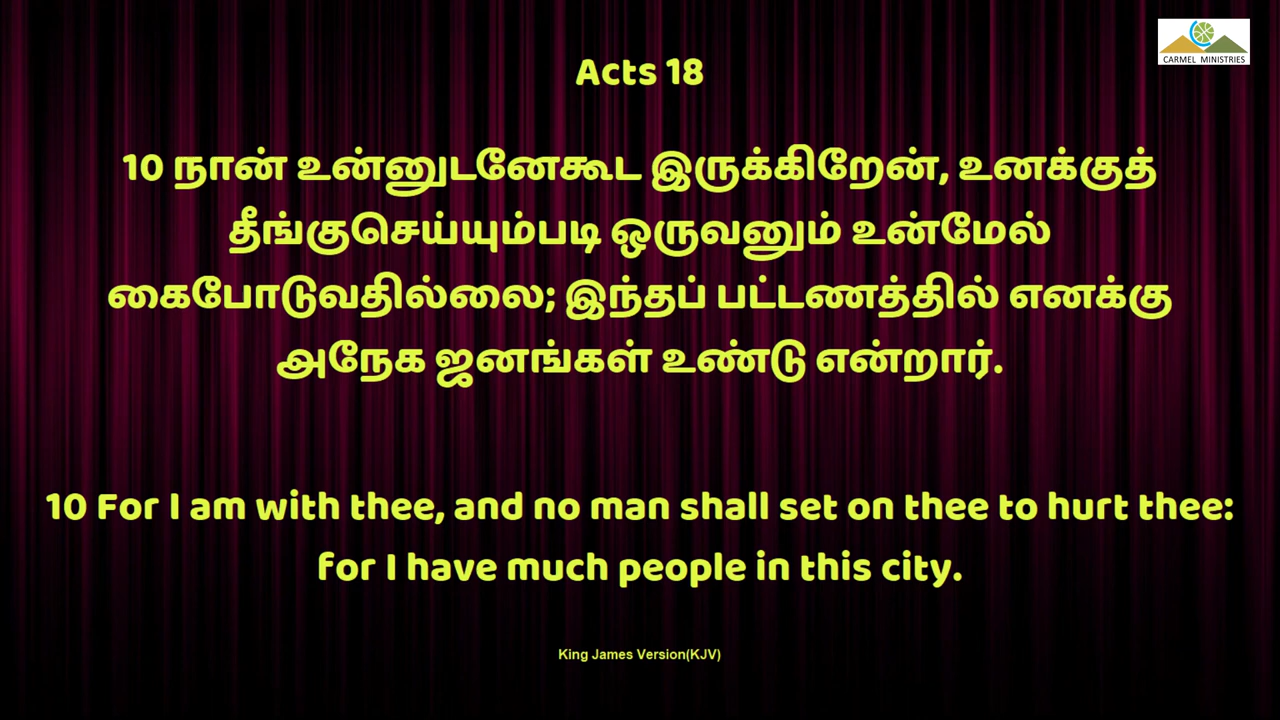 CARMEL MINISTRIES
Acts 18
10 நான் உன்னுடனேகூட இருக்கிறேன், உனக்குத்
தீங்குசெய்யும்படி ஒருவனும் உன்மேல்
கைபோடுவதில்லை; இந்தப் பட்டணத்தில் எனக்கு
அநேக ஜனங்கள் உண்டு என்றார்.
10 For I am with thee, and no man shall set on thee to hurt thee:
for I have much people in this city.
King James Version(KJV)